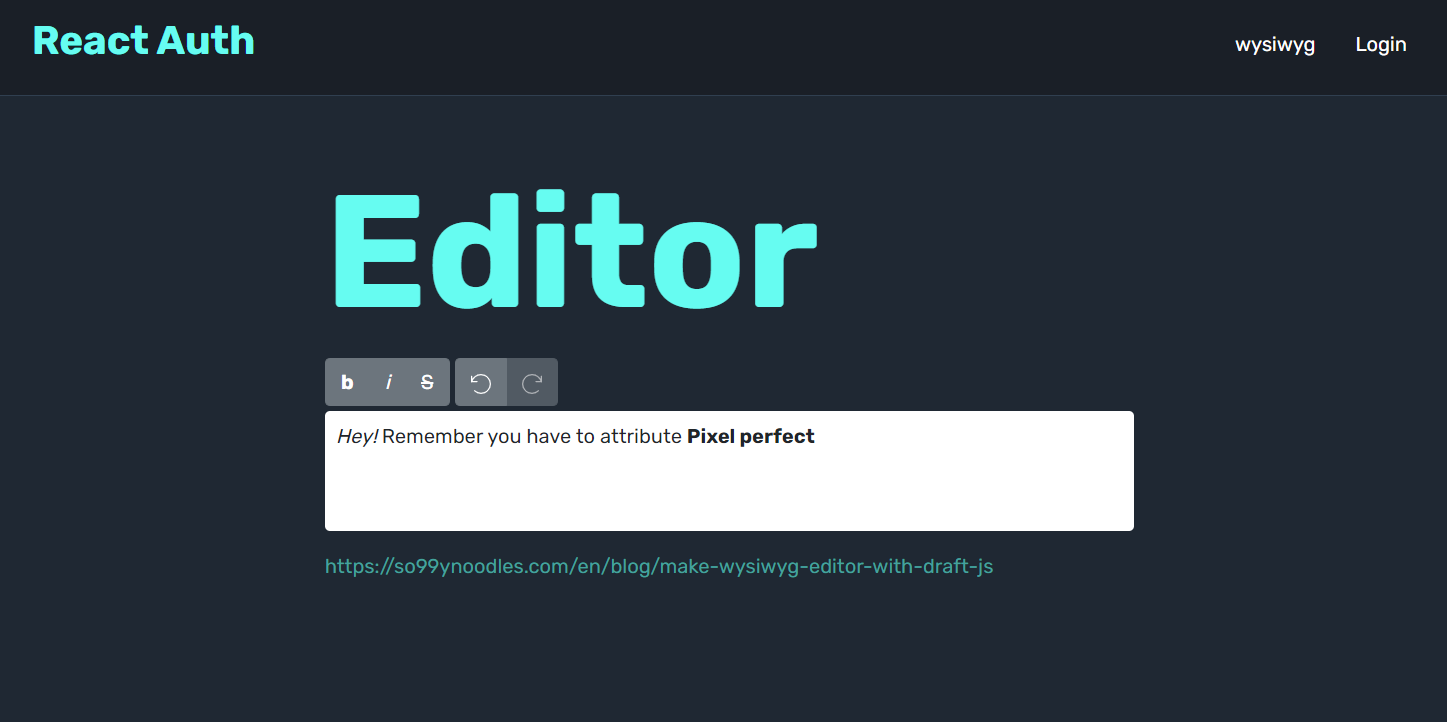 React Auth
wysiwyg Login
Editor
b i S
Hey! Remember you have to attribute Pixel perfect
https://so99ynoodles.com/en/blog/make-wysiwyg-editor-with-draft-js